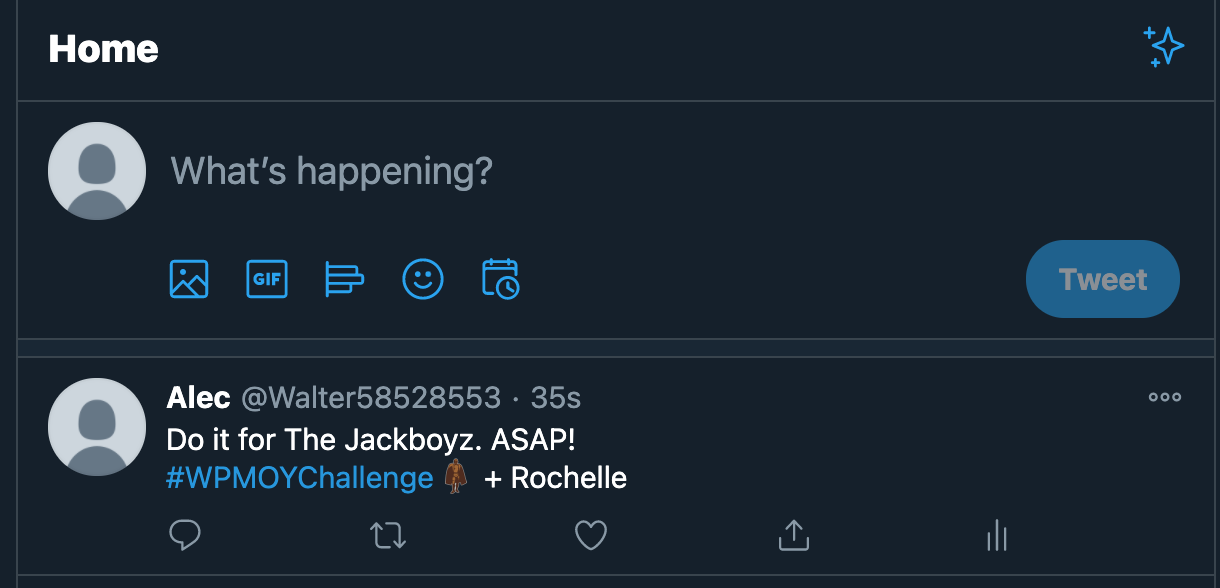 Home
What's happening?
GIF
Tweet
Alec @Walter58528553 · 35s
Do it for The Jackboyz. ASAP!
#WPMOYChallenge + Rochelle